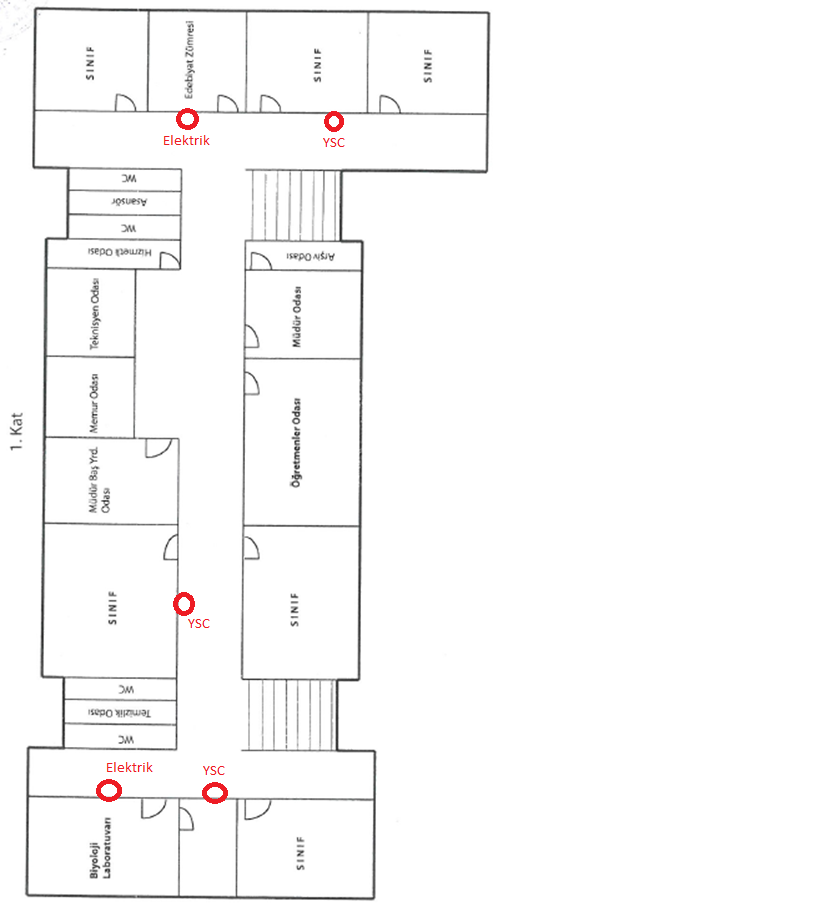 SINIF
Edebiyat Zümresi
SINIF
SINIF
Elektrik
YSC
WC
Asansör
WC
Hizmetli Odası
Arşiv Odası
Teknisyen Odası
Müdür Odası
Memur Odası
1. Kat
Öğretmenler Odası
Müdür Baş Yrd.
Odası
SINIF
SINIF
YSC
WC
Temizlik Odası
WC
Elektrik
YSC
Biyoloji
Laboratuvarı
SINIF